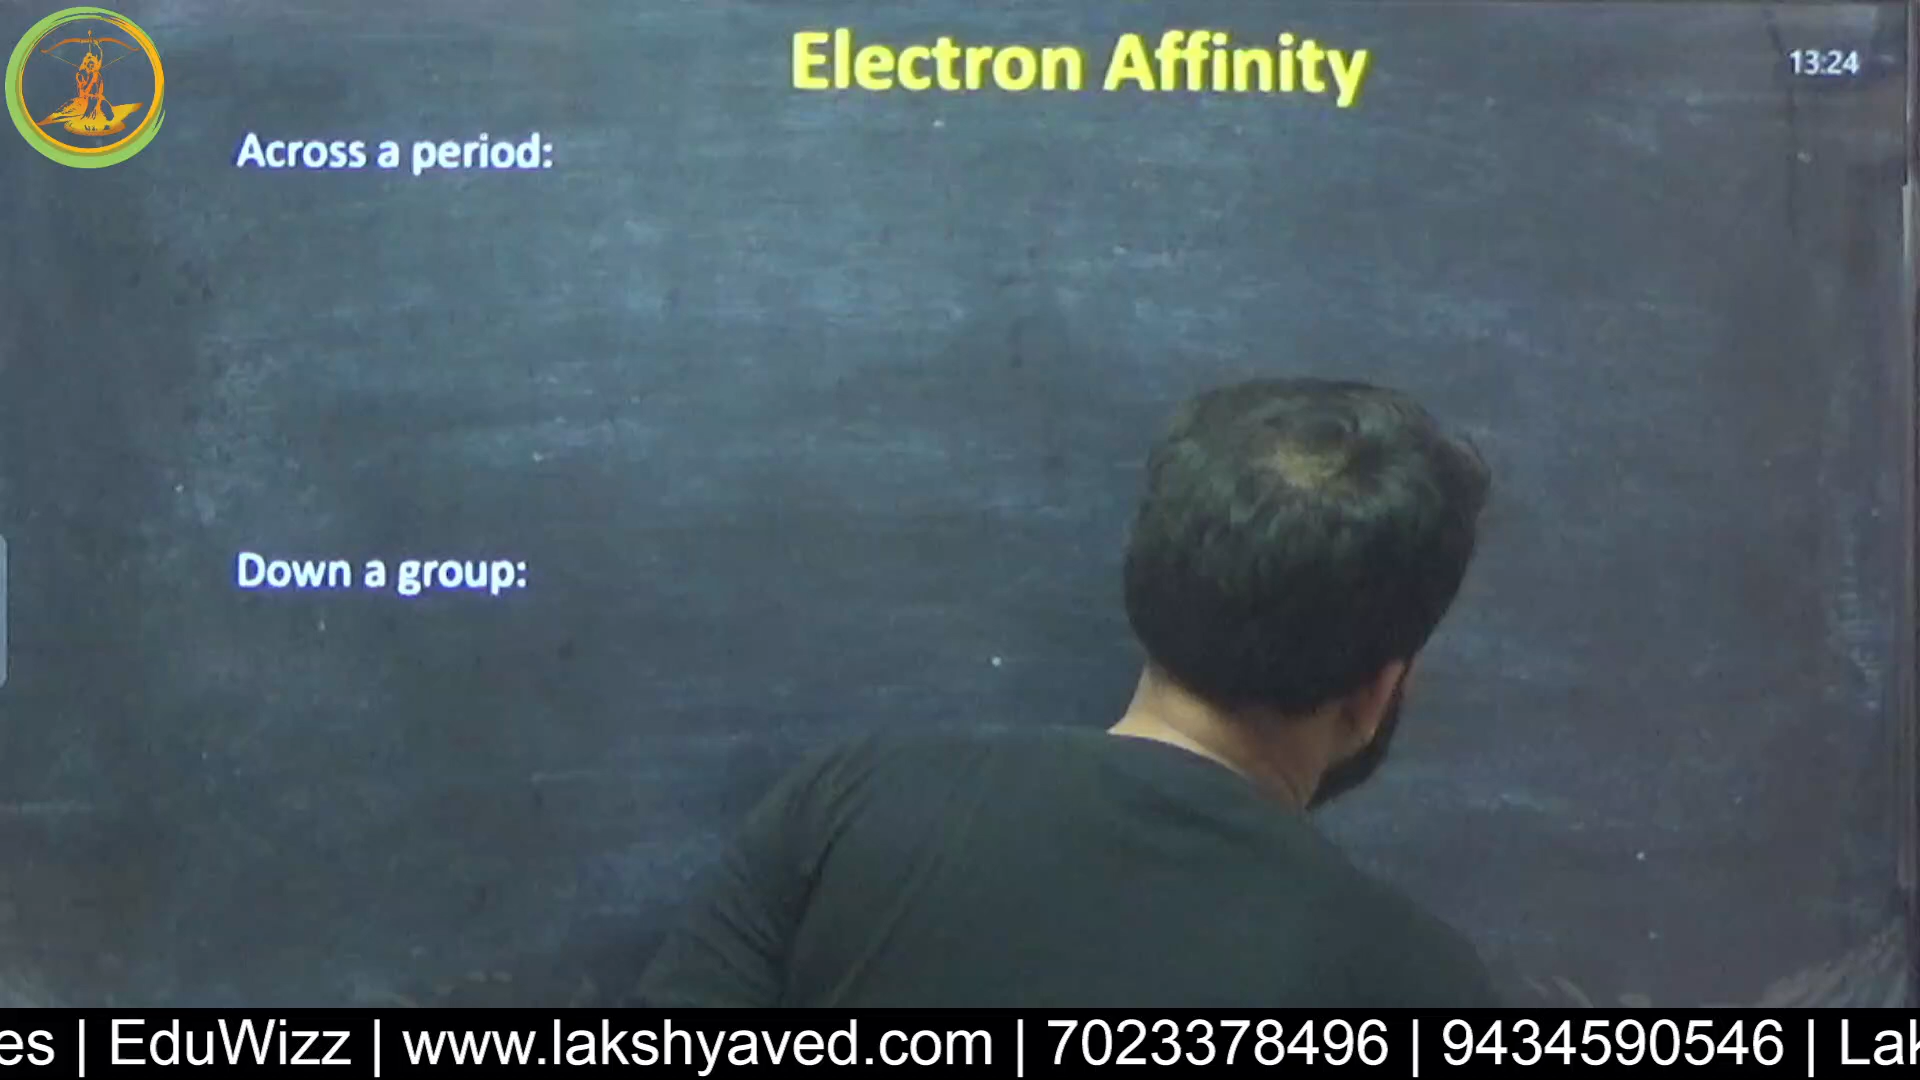 Electron Affinity
13:24
Across a period:
Down a group:
es | EduWizz | www.lakshyaved.com | 7023378496 | 9434590546 | Lak